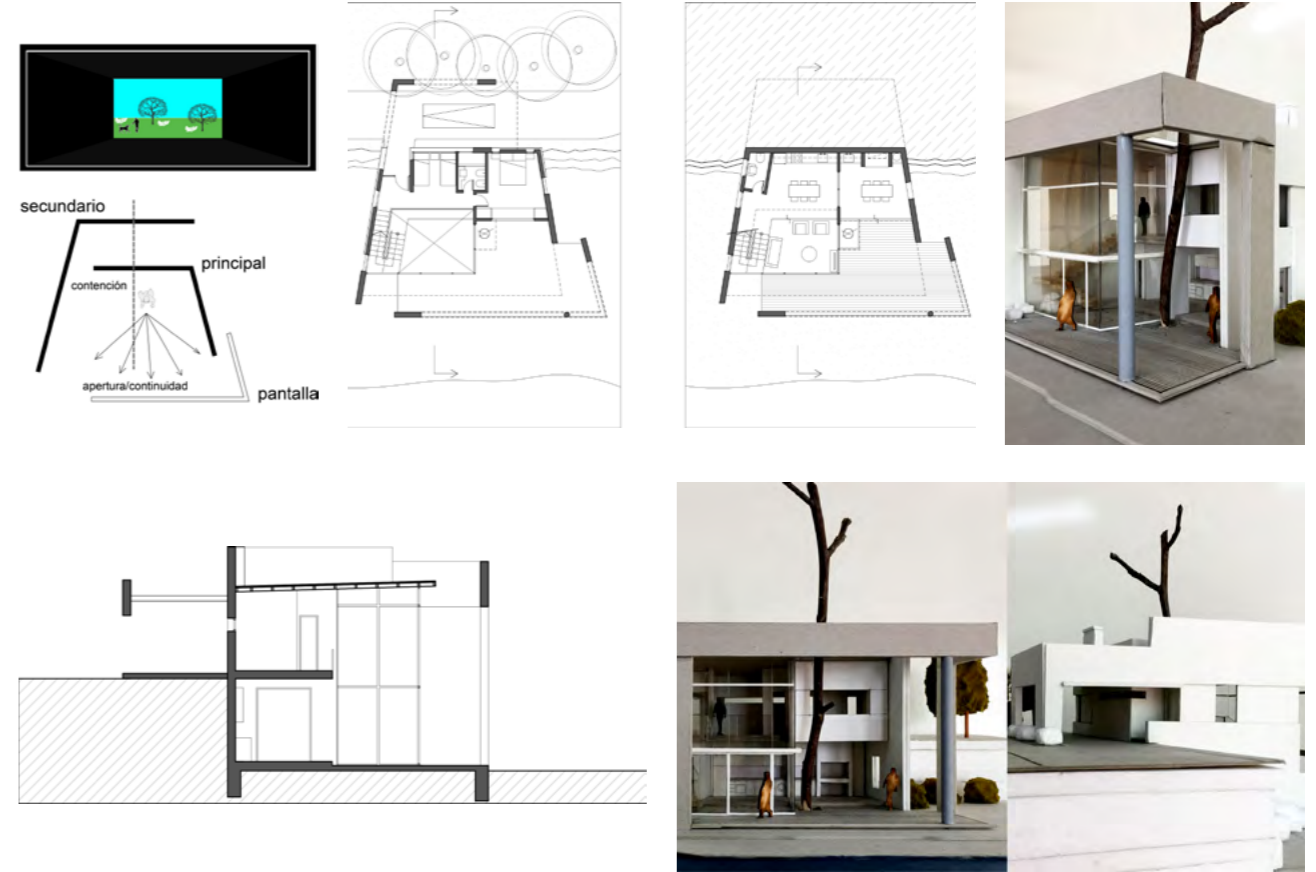 secundario
principal
contención
apertura/continuidad
pantalla